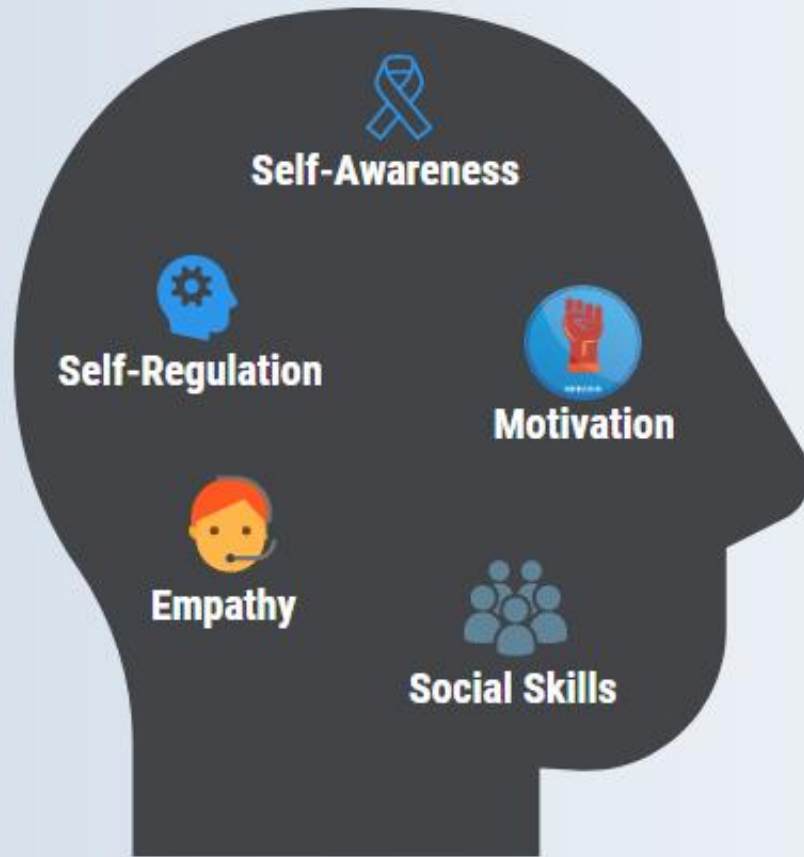 Self-Awareness
Self-Regulation
Motivation
Empathy
Social Skills